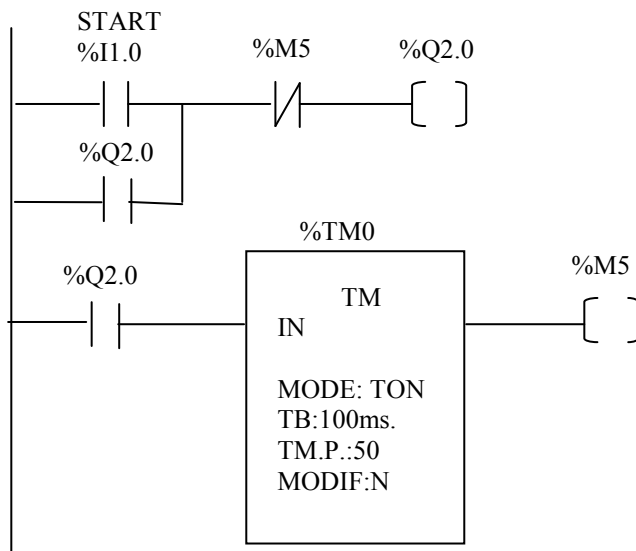 START
%I1.0 %M5 %Q2.0
%Q2.0
%TM0
%Q2.0 %M5
TM
IN
MODE: TON
TB:100ms.
TM.P.:50
MODIF:N